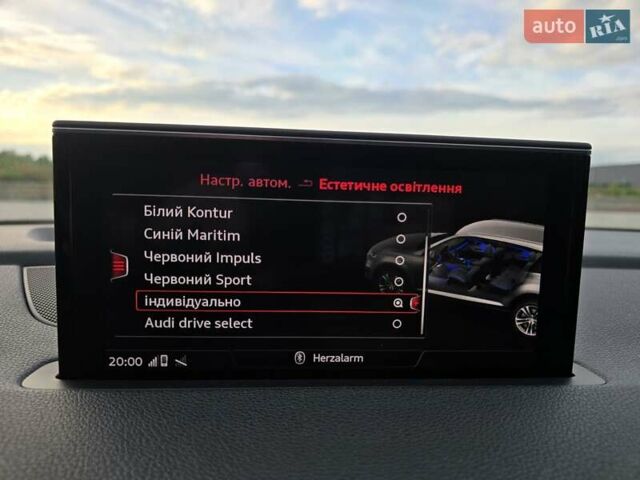 auto RIA
.com
Настр. автом. Естетичне освітлення
Білий Kontur
Синій Maritim
Червоний Impuls
Червоний Sport
індивідуально
Audi drive select
20:00 Herzalarm